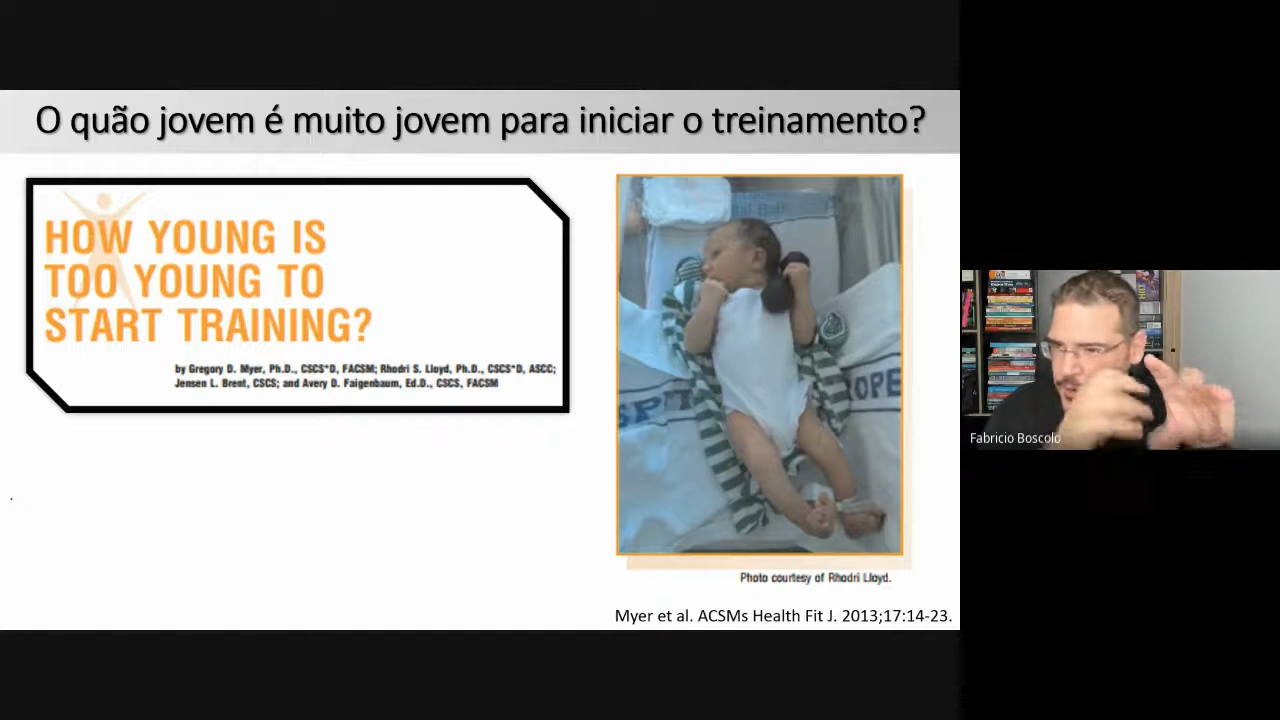 O quão jovem é muito jovem para iniciar o treinamento?
HOW YOUNG IS
TOO YOUNG TO
START TRAINING?
by Gregory D. Myer, Ph.D., CSCS*D, FACSM; Rhodri S. Lloyd, Ph.D., CSCS*D, ASCC;
Jensen L. Brent, CSCS; and Avery D. Faigenbaum, Ed.D., CSCS, FACSM
Photo courtesy of Rhodri Lloyd.
Myer et al. ACSMs Health Fit J. 2013;17:14-23.
Fabricio Boscolo